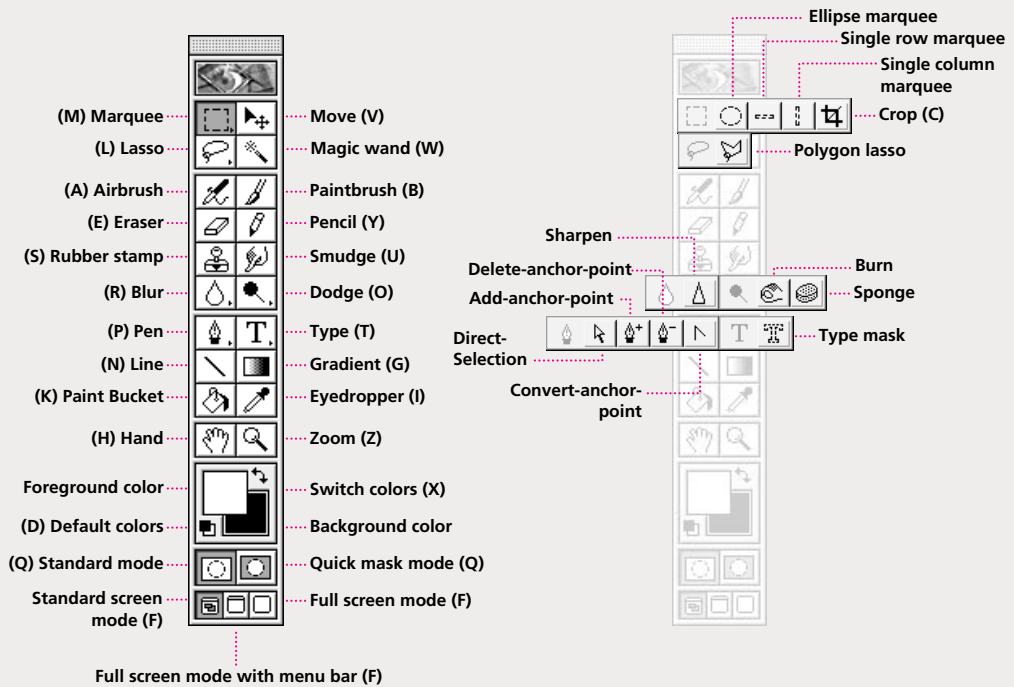 Ellipse marquee
Single row marquee
Single column
marquee
(M) Marquee
Move (V)
Crop (C)
(L) Lasso
Magic wand (W)
Polygon lasso
(A) Airbrush
Paintbrush (B)
(E) Eraser
Pencil (Y)
Sharpen
(S) Rubber stamp
Smudge (U)
Delete-anchor-point
Burn
(R) Blur
Dodge (O)
Add-anchor-point
Sponge
(P) Pen
T
Type (T)
Direct-
Selection
T
T
Type mask
(N) Line
Gradient (G)
(K) Paint Bucket
Eyedropper (I)
Convert-anchor-
point
(H) Hand
Zoom (Z)
Foreground color
Switch colors (X)
(D) Default colors
Background color
(Q) Standard mode
Quick mask mode (Q)
Standard screen
mode (F)
Full screen mode (F)
Full screen mode with menu bar (F)